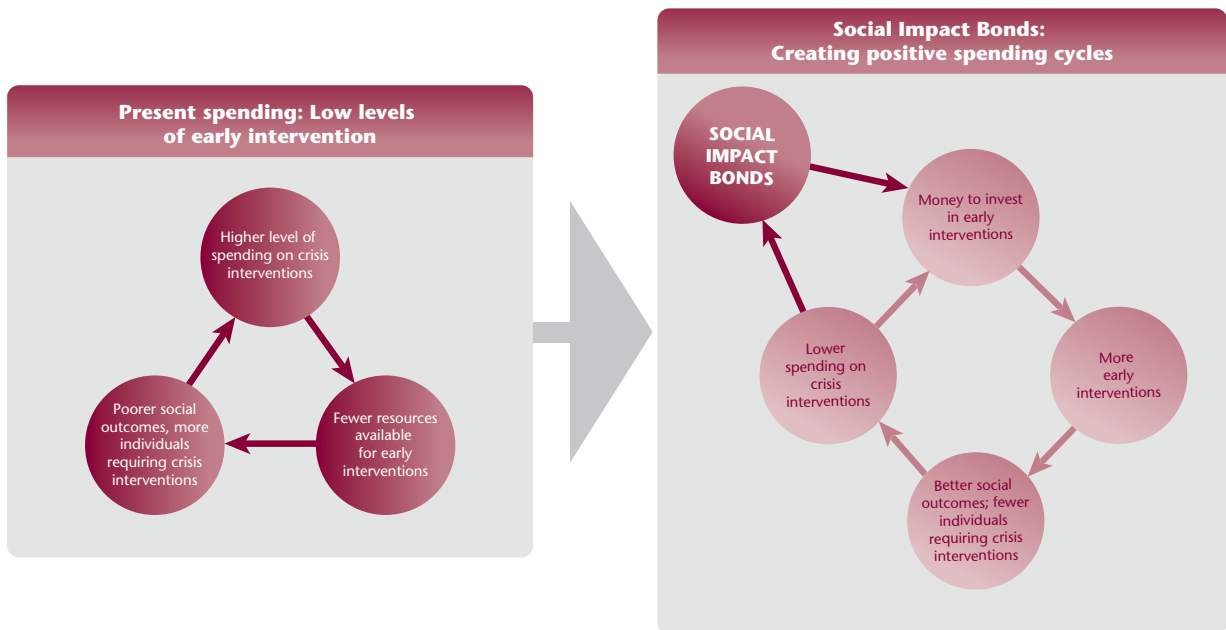 Present spending: Low levels
of early intervention
Higher level of
spending on crisis
interventions
Fewer resources
available
for early
interventions
Poorer social
outcomes, more
individuals
requiring crisis
interventions
Social Impact Bonds:
Creating positive spending cycles
SOCIAL
IMPACT
BONDS
Money to invest
in early
interventions
More
early
interventions
Better social
outcomes; fewer
individuals
requiring crisis
interventions
Lower
spending on
crisis
interventions